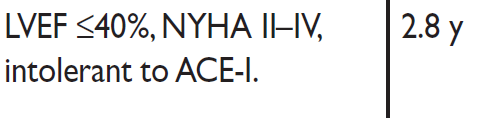 LVEF ≤40%, NYHA II–IV, 2.8 y
intolerant to ACE-I.